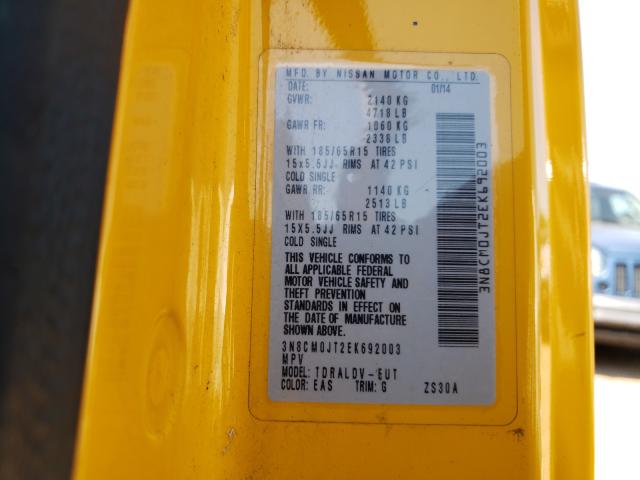 MFD. BY NISSAN MOTOR CO., LTD.
DATE: 01/14
GVWR: 2140 KG
4718 LB
GAWR FR: 1060 KG
2336 LB
WITH 185/65R15 TIRES
15x5.5JJ RIMS AT 42 PSI
COLD SINGLE
GAWR RR: 1140 KG
2513 LB
WITH 185/65R15 TIRES
15X5.5JJ RIMS AT 42 PSI
COLD SINGLE
THIS VEHICLE CONFORMS TO
ALL APPLICABLE FEDERAL
MOTOR VEHICLE SAFETY AND
THEFT PREVENTION
STANDARDS IN EFFECT ON
THE DATE OF MANUFACTURE
SHOWN ABOVE.
3N8CM0JT2EK692003
MPV
MODEL: TDRALDV-EUT
COLOR: EAS TRIM: G ZS30A
3N8CM0JT2EK692003